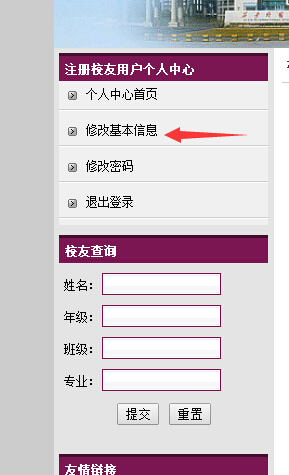 注册校友用户个人中心
个人中心首页
修改基本信息
修改密码
退出登录
校友查询
姓名：
年级：
班级：
专业：
提交 重置
友情链接